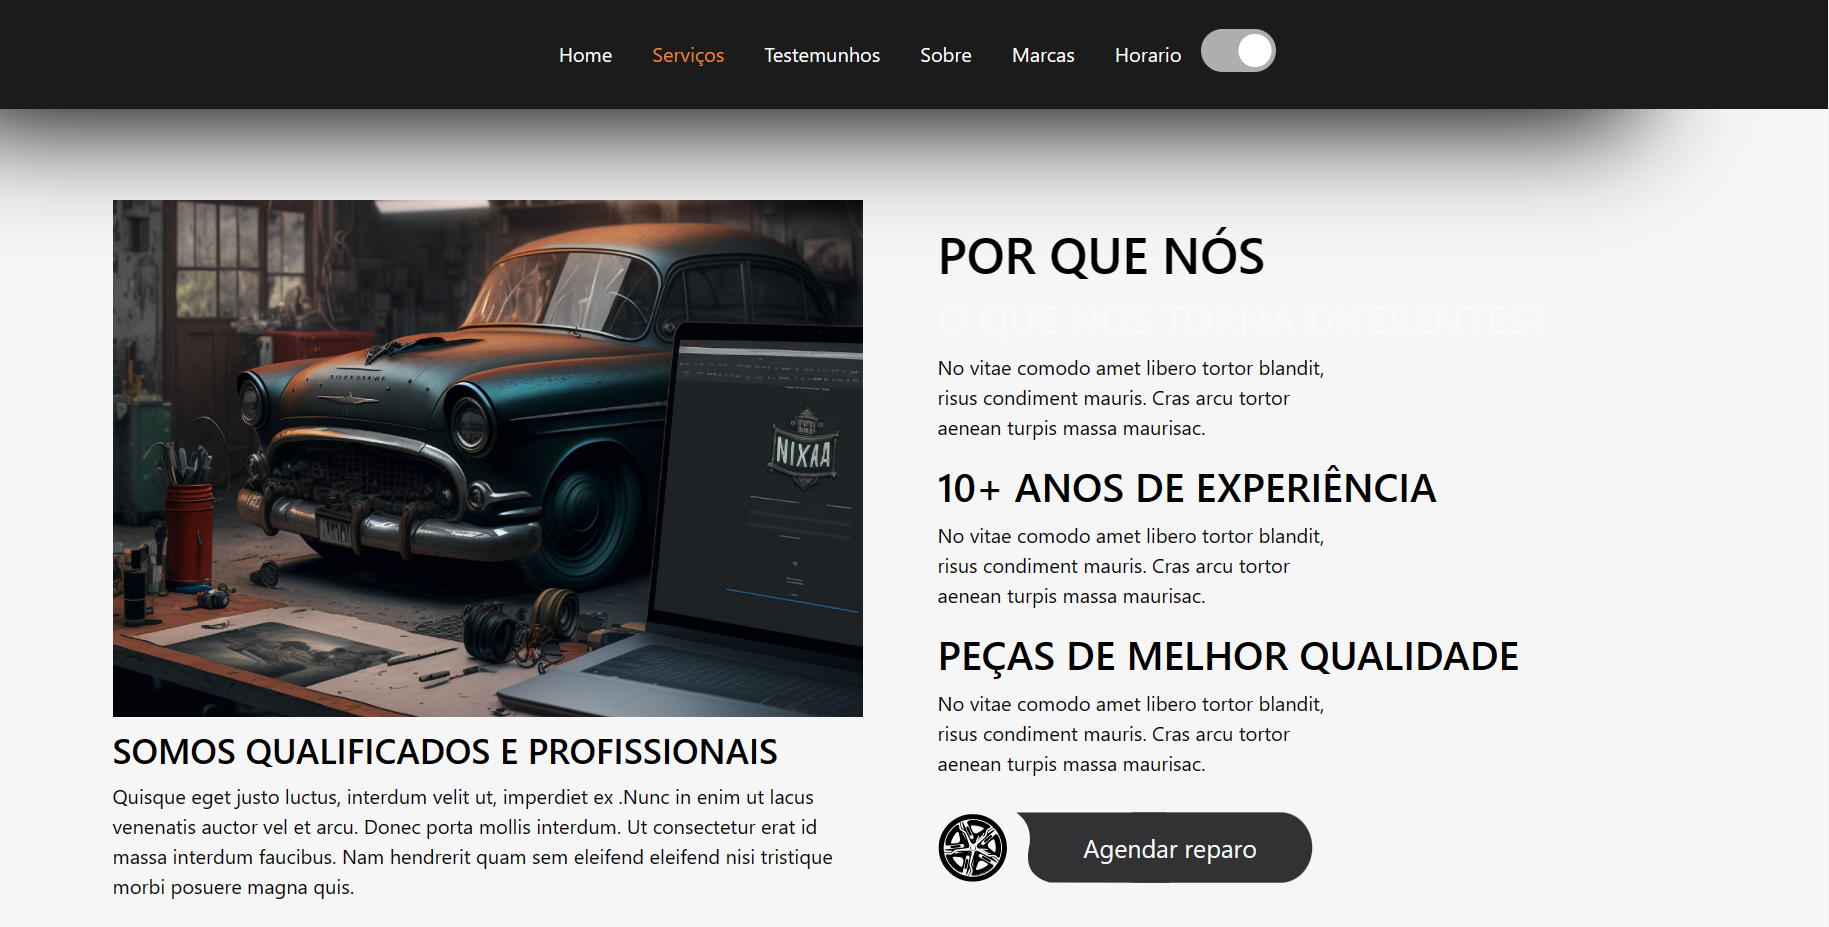 Home Serviços Testemunhos Sobre Marcas Horario
NIXAA
POR QUE NÓS
O QUE NOS TORNA DIFERENTES?
No vitae comodo amet libero tortor blandit,
risus condiment mauris. Cras arcu tortor
aenean turpis massa maurisac.
10+ ANOS DE EXPERIÊNCIA
No vitae comodo amet libero tortor blandit,
risus condiment mauris. Cras arcu tortor
aenean turpis massa maurisac.
PEÇAS DE MELHOR QUALIDADE
No vitae comodo amet libero tortor blandit,
risus condiment mauris. Cras arcu tortor
aenean turpis massa maurisac.
Agendar reparo
SOMOS QUALIFICADOS E PROFISSIONAIS
Quisque eget justo luctus, interdum velit ut, imperdiet ex .Nunc in enim ut lacus
venenatis auctor vel et arcu. Donec porta mollis interdum. Ut consectetur erat id
massa interdum faucibus. Nam hendrerit quam sem eleifend eleifend nisi tristique
morbi posuere magna quis.